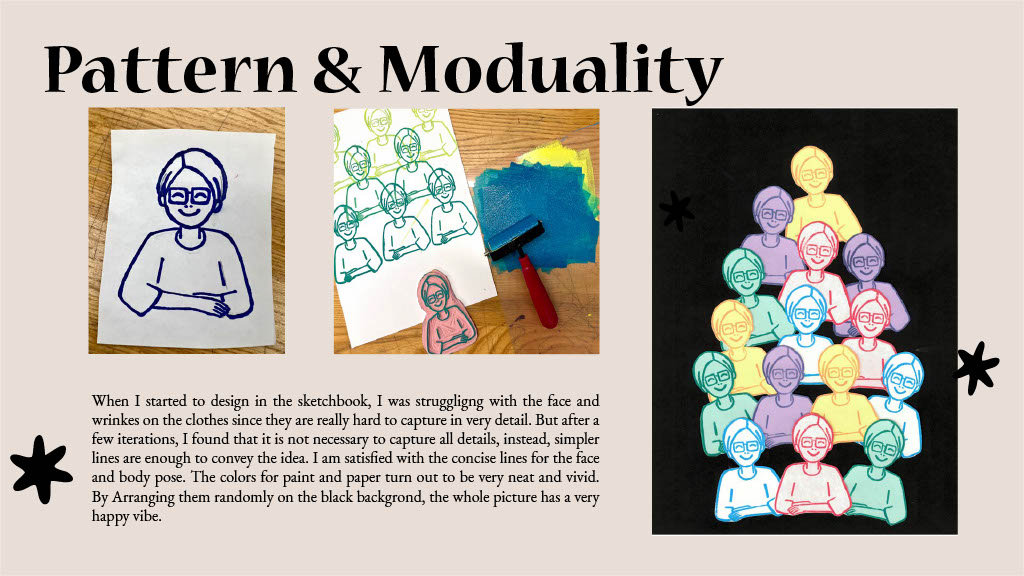 Pattern & Moduality
When I started to design in the sketchbook, I was struggligng with the face and
wrinkes on the clothes since they are really hard to capture in very detail. But after a
few iterations, I found that it is not necessary to capture all details, instead, simpler
lines are enough to convey the idea. I am satisfied with the concise lines for the face
and body pose. The colors for paint and paper turn out to be very neat and vivid.
By Arranging them randomly on the black backgrond, the whole picture has a very
happy vibe.